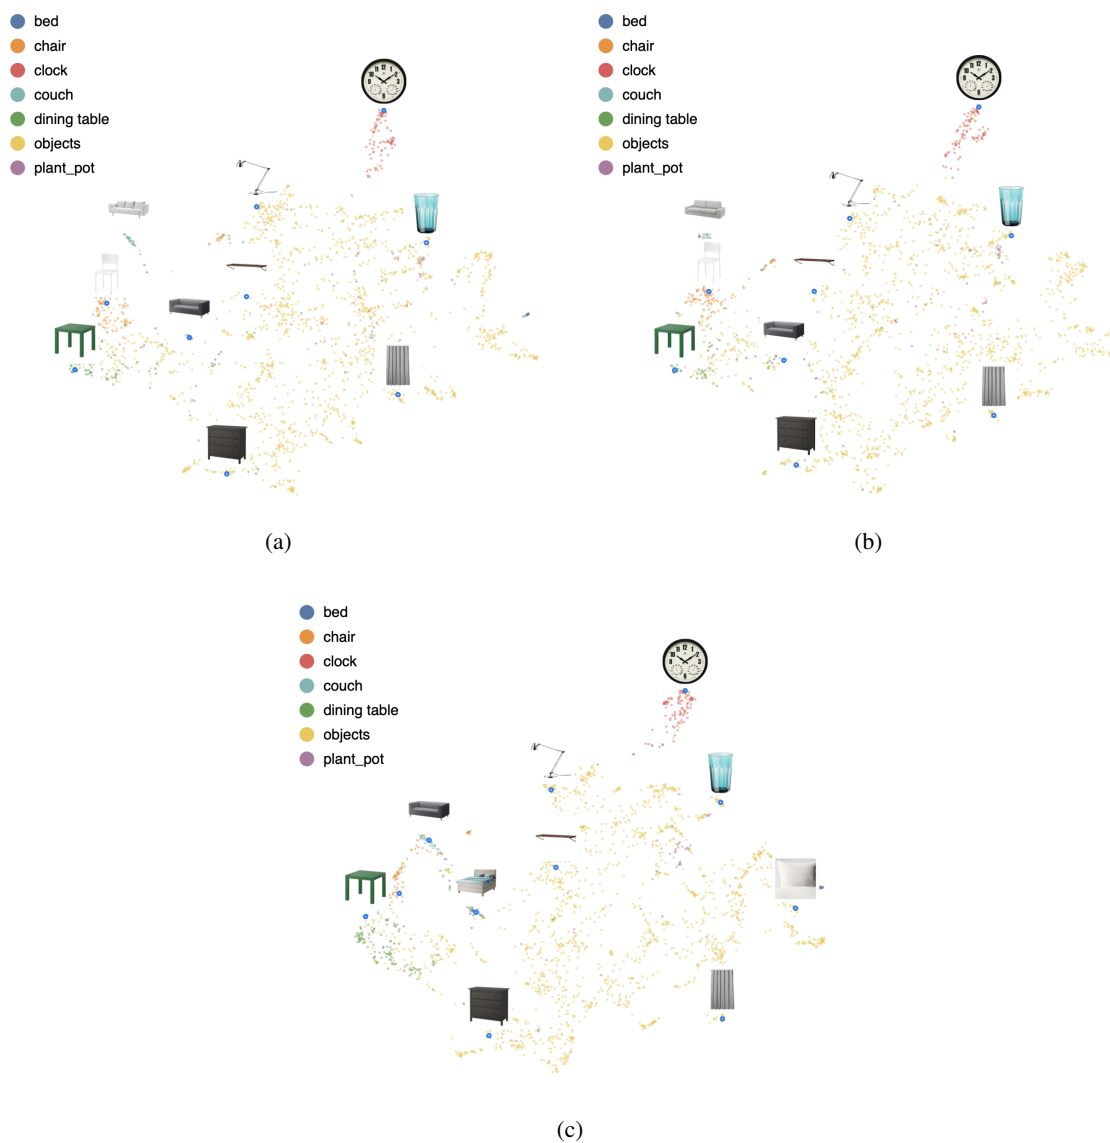 bed
chair
clock
couch
dining table
objects
plant_pot
(a)
bed
chair
clock
couch
dining table
objects
plant_pot
(b)
bed
chair
clock
couch
dining table
objects
plant_pot
(c)